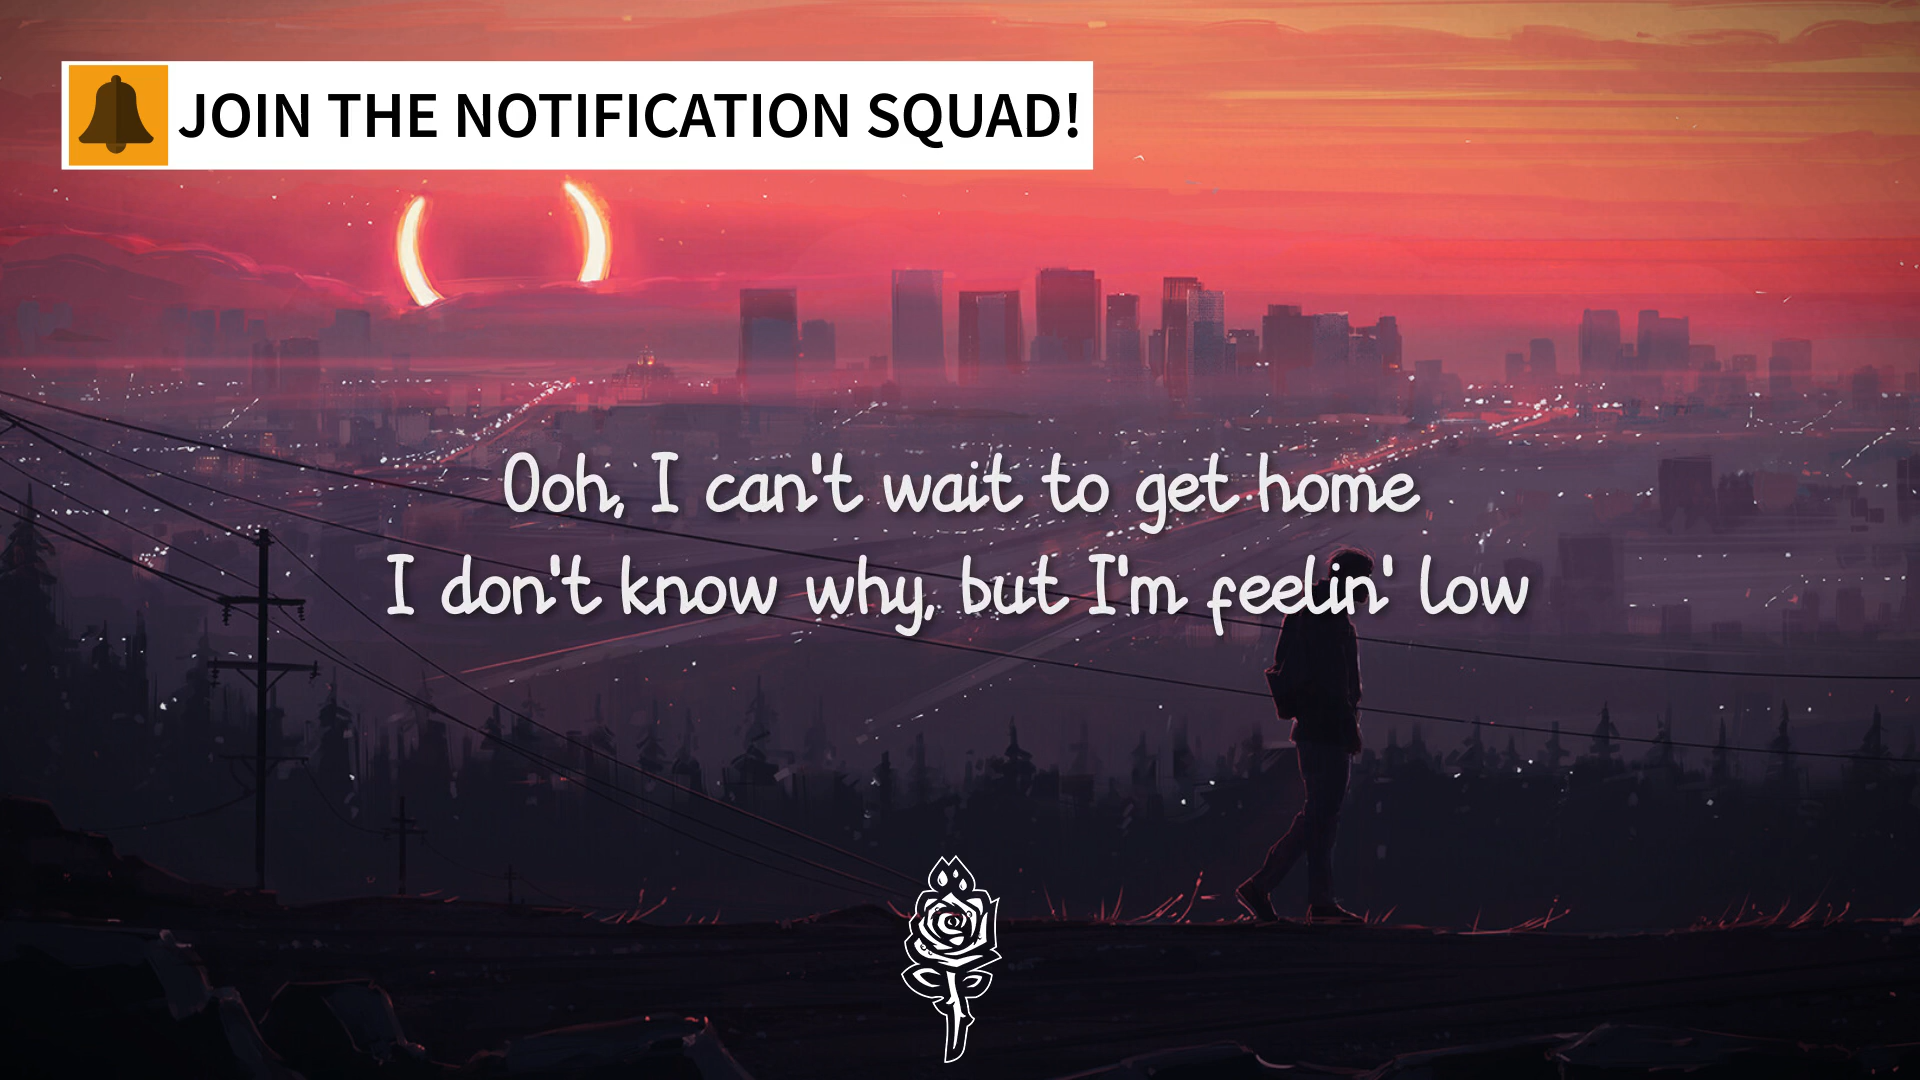 JOIN THE NOTIFICATION SQUAD!
Ooh, I can't wait to get home
I don't know why, but I'm feelin' low